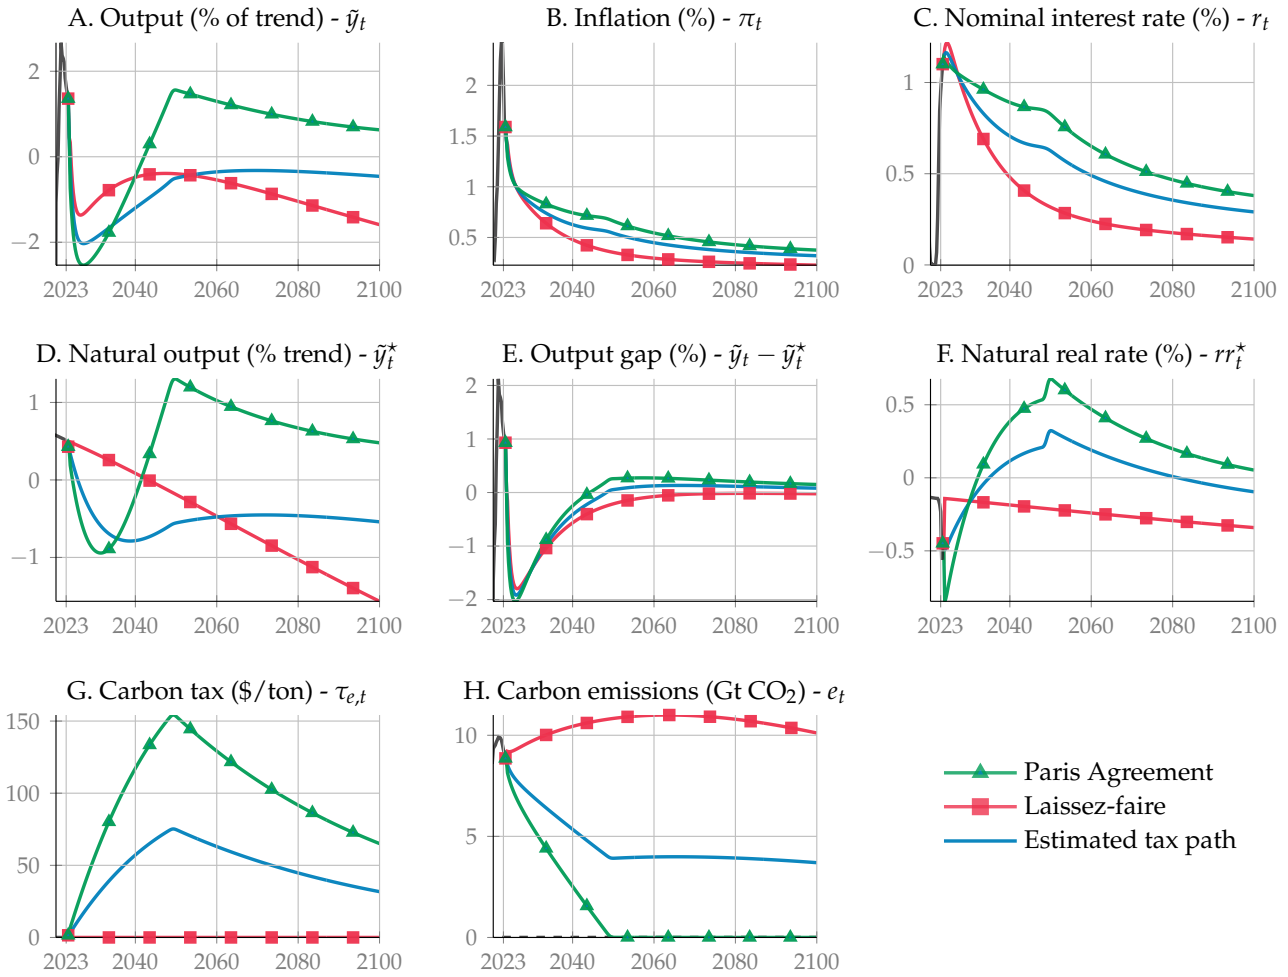 A. Output (% of trend) - ỹ_t
B. Inflation (%) - π_t
C. Nominal interest rate (%) - r_t
2
0
−2
2
1.5
1
0.5
1
0.5
0
2023 2040 2060 2080 2100
2023 2040 2060 2080 2100
2023 2040 2060 2080 2100
D. Natural output (% trend) - ỹ_t^⋆
E. Output gap (%) - ỹ_t − ỹ_t^⋆
F. Natural real rate (%) - rr_t^⋆
1
0
−1
2
1
0
−1
−2
0.5
0
−0.5
2023 2040 2060 2080 2100
2023 2040 2060 2080 2100
2023 2040 2060 2080 2100
G. Carbon tax ($/ton) - τ_{e,t}
H. Carbon emissions (Gt CO₂) - e_t
150
100
50
0
10
5
0
2023 2040 2060 2080 2100
2023 2040 2060 2080 2100
Paris Agreement
Laissez-faire
Estimated tax path